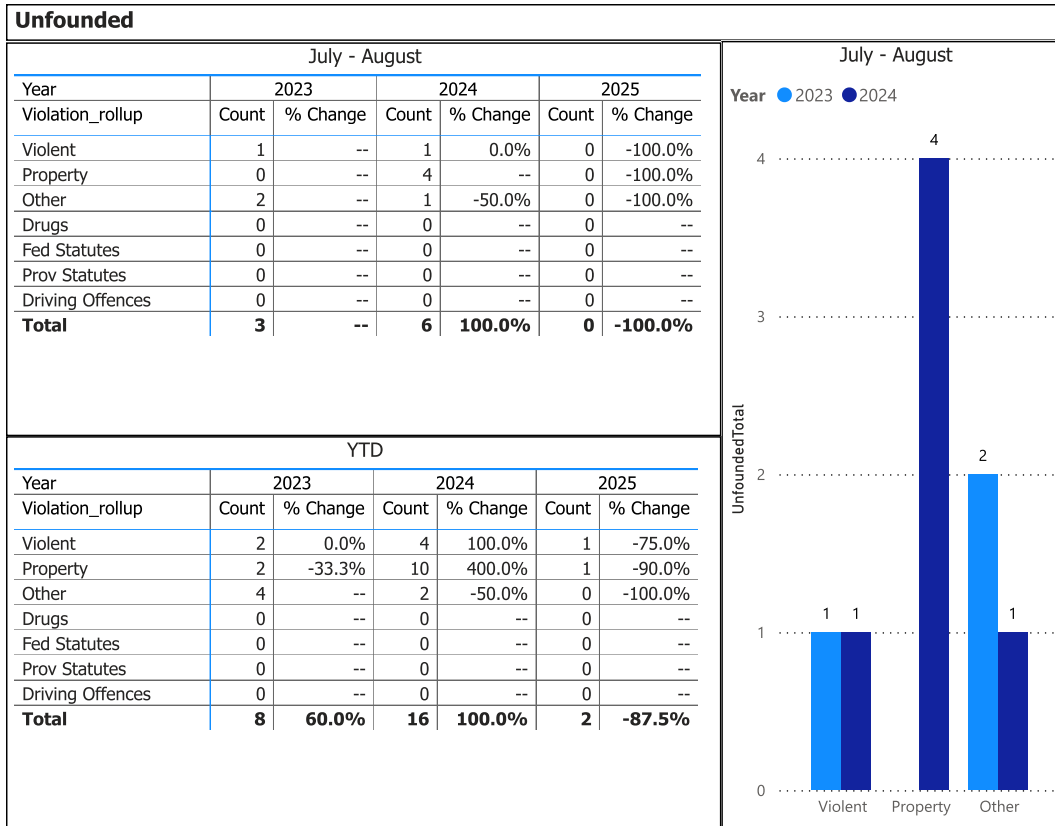 Unfounded
July - August
Year 2023 2024 2025
Violation_rollup Count % Change Count % Change Count % Change
Violent 1 -- 1 0.0% 0 -100.0%
Property 0 -- 4 -- 0 -100.0%
Other 2 -- 1 -50.0% 0 -100.0%
Drugs 0 -- 0 -- 0 --
Fed Statutes 0 -- 0 -- 0 --
Prov Statutes 0 -- 0 -- 0 --
Driving Offences 0 -- 0 -- 0 --
Total 3 -- 6 100.0% 0 -100.0%
YTD
Year 2023 2024 2025
Violation_rollup Count % Change Count % Change Count % Change
Violent 2 0.0% 4 100.0% 1 -75.0%
Property 2 -33.3% 10 400.0% 1 -90.0%
Other 4 -- 2 -50.0% 0 -100.0%
Drugs 0 -- 0 -- 0 --
Fed Statutes 0 -- 0 -- 0 --
Prov Statutes 0 -- 0 -- 0 --
Driving Offences 0 -- 0 -- 0 --
Total 8 60.0% 16 100.0% 2 -87.5%
July - August
Year 2023 2024
UnfoundedTotal
4
4
3
2
2
1 1 1
1
0
Violent Property Other